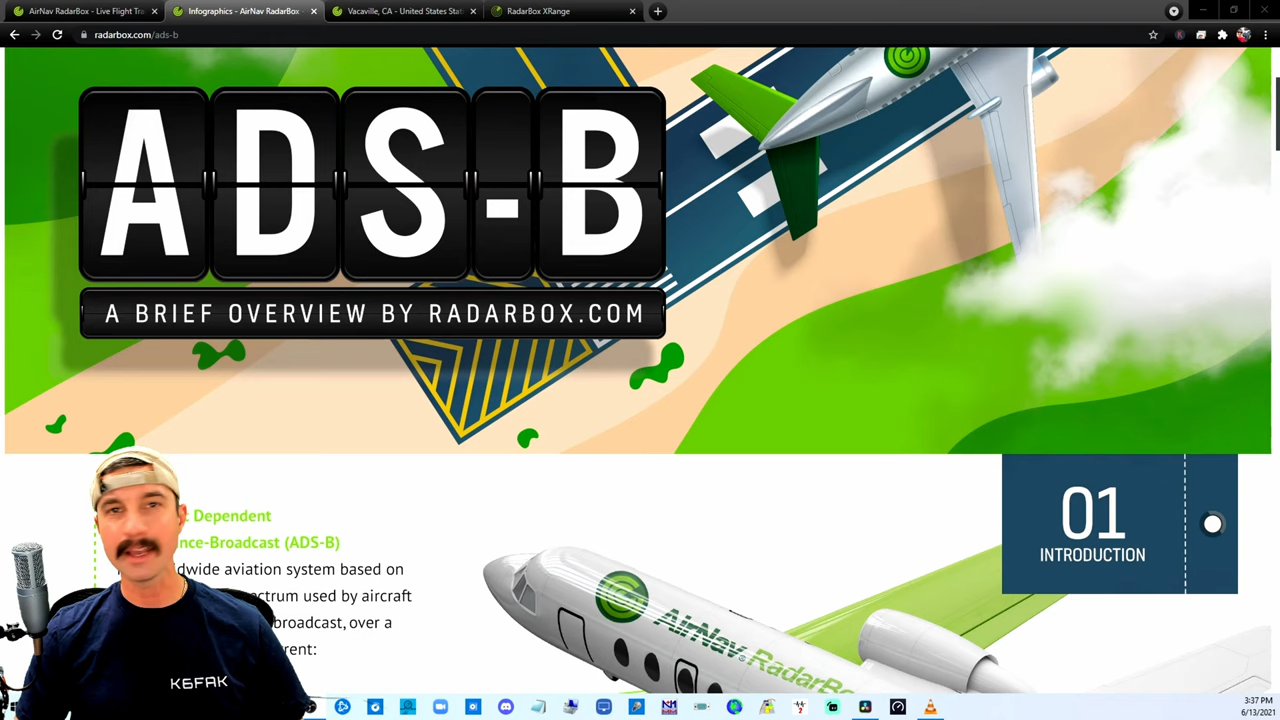 AirNav RadarBox - Live Flight Tra
Infographics - AirNav RadarBox -
Vacaville, CA - United States Stat
RadarBox XRange
radarbox.com/ads-b
ADS-B
A BRIEF OVERVIEW BY RADARBOX.COM
01
INTRODUCTION
Dependent
nce-Broadcast (ADS-B)
dwide aviation system based on
ectrum used by aircraft
broadcast, over a
rent:
AirNav RadarBo
K6FAK
3:37 PM
6/13/2021